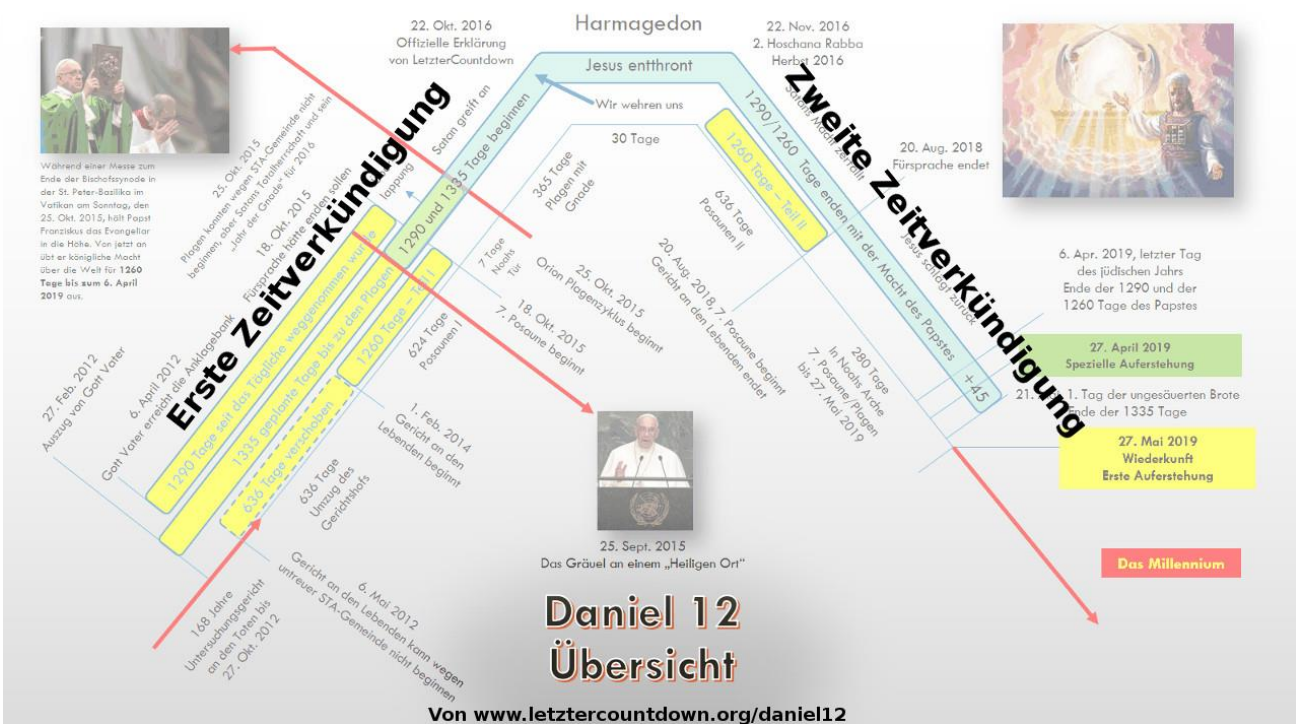 22. Okt. 2016
Offizielle Erklärung
von LetzterCountdown
Harmagedon
Jesus entthront
22. Nov. 2016
2. Hoschana Rabba
Herbst 2016
Wir wehren uns
30 Tage
Während einer Messe zum
Ende der Bischofssynode in
der St. Peter-Basilika im
Vatikan am Sonntag, den
25. Okt. 2015, hält Papst
Franziskus das Evangeliar
in die Höhe. Von jetzt an
übt er königliche Macht
über die Welt für 1260
Tage bis zum 6. April
2019 aus.
25. Okt. 2015
Plagen konnten wegen STA-Gemeinde nicht
beginnen, aber Satans Totalherrschaft und sein
„Jahr der Gnade“ für 2016
18. Okt. 2015
Fürsprache hätte enden sollen
Erste Zeitverkündigung
Satan greift an
lappung
1290 und 1335 Tage beginnen
27. Feb. 2012
Auszug von Gott Vater
6. April 2012
Gott Vater erreicht die Anklagebank
1290 Tage seit das Tägliche weggenommen wurde
1335 geplante Tage bis zu den Plagen
636 Tage verschoben
1260 Tage – Teil I
168 Jahre
Untersuchungsgericht
an den Toten bis
27. Okt. 2012
6. Mai 2012
Gericht an den Lebenden kann wegen
untreuer STA-Gemeinde nicht beginnen
636 Tage
Umzug des
Gerichtshofs
1. Feb. 2014
Gericht an den
Lebenden beginnt
624 Tage
Posaunen I
18. Okt. 2015
7. Posaune beginnt
7 Tage
Noahs
Tür
25. Okt. 2015
Orion Plagenzyklus beginnt
365 Tage
Plagen mit
Gnade
25. Sept. 2015
Das Gräuel an einem „Heiligen Ort“
Zweite Zeitverkündigung
Satans Macht zerfällt
1290/1260 Tage enden mit der Macht des Papstes
+45
1260 Tage – Teil II
636 Tage
Posaunen II
20. Aug. 2018
Fürsprache endet
Jesus schlägt zurück
20. Aug. 2018, 7. Posaune beginnt
Gericht an den Lebenden endet
280 Tage
In Noahs Arche
7. Posaune/Plagen
bis 27. Mai 2019
6. Apr. 2019, letzter Tag
des jüdischen Jahrs
Ende der 1290 und der
1260 Tage des Papstes
27. April 2019
Spezielle Auferstehung
21. 1. Tag der ungesäuerten Brote
Ende der 1335 Tage
27. Mai 2019
Wiederkunft
Erste Auferstehung
Das Millennium
Daniel 12
Übersicht
Von www.letztercountdown.org/daniel12